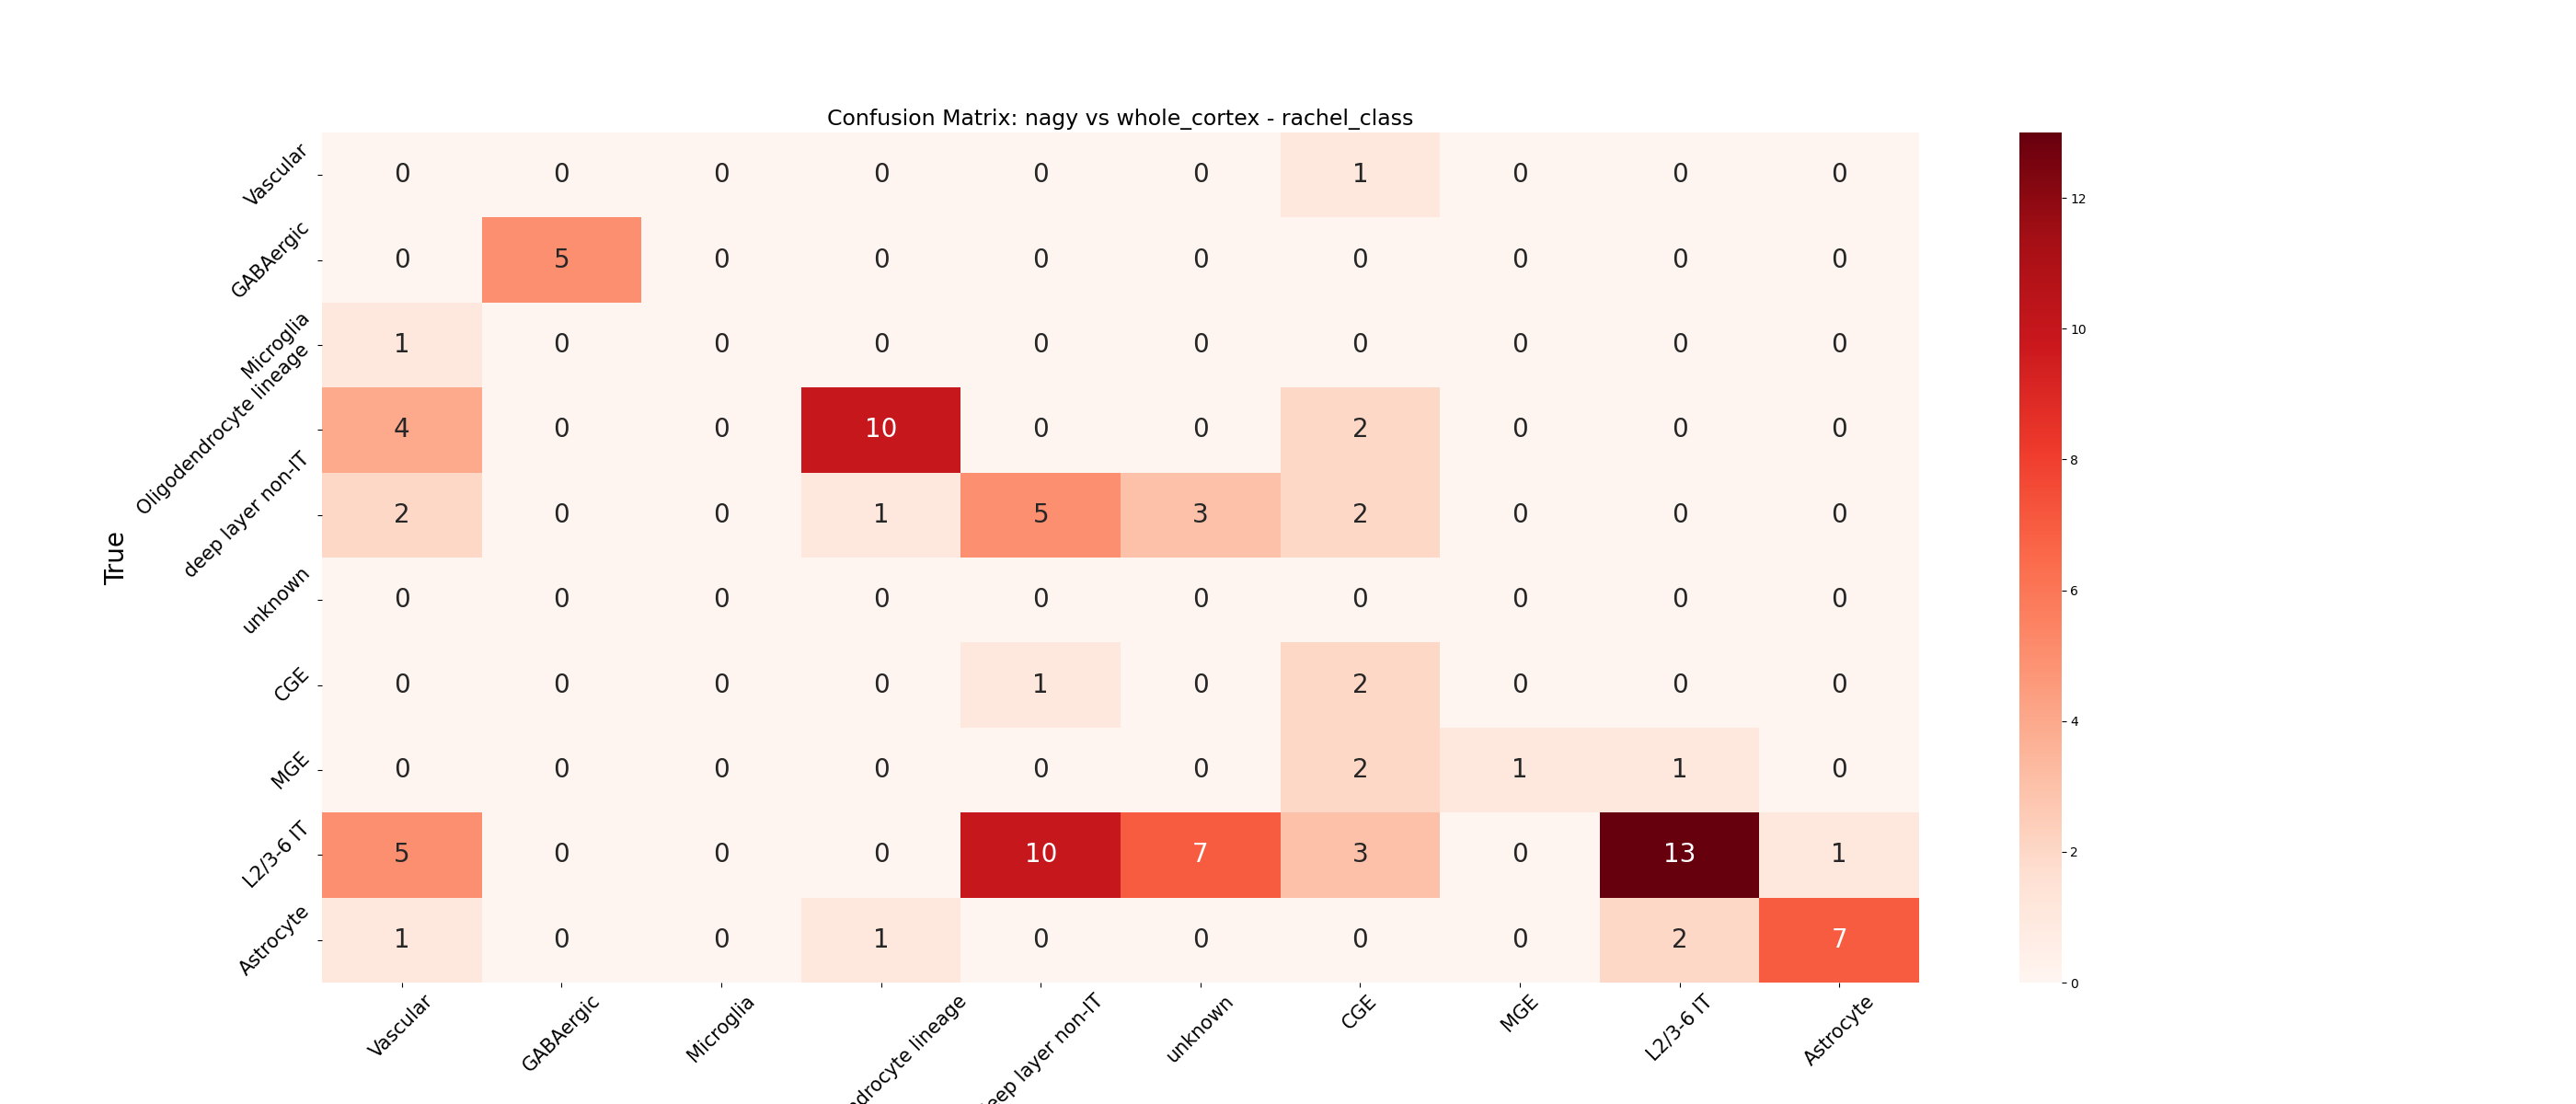 Confusion Matrix: nagy vs whole_cortex - rachel_class
True
Vascular 0 0 0 0 0 0 1 0 0 0
GABAergic 0 5 0 0 0 0 0 0 0 0
Microglia 1 0 0 0 0 0 0 0 0 0
Oligodendrocyte lineage 4 0 0 10 0 0 2 0 0 0
deep layer non-IT 2 0 0 1 5 3 2 0 0 0
unknown 0 0 0 0 0 0 0 0 0 0
CGE 0 0 0 0 1 0 2 0 0 0
MGE 0 0 0 0 0 0 2 1 1 0
L2/3-6 IT 5 0 0 0 10 7 3 0 13 1
Astrocyte 1 0 0 1 0 0 0 0 2 7
Vascular
GABAergic
Microglia
ndrocyte lineage
eep layer non-IT
unknown
CGE
MGE
L2/3-6 IT
Astrocyte
12
10
8
6
4
2
0